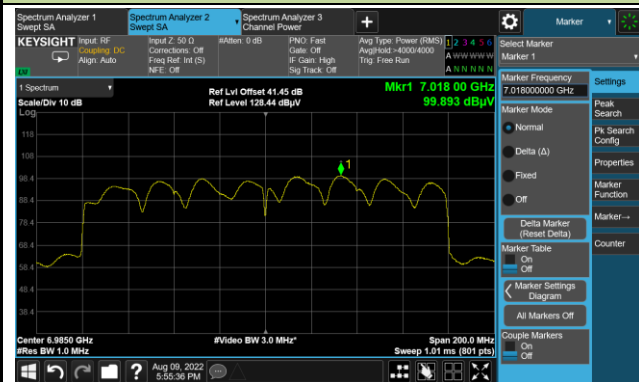 Spectrum Analyzer 1
Swept SA
Spectrum Analyzer 2
Swept SA
Spectrum Analyzer 3
Channel Power
Marker
KEYSIGHT
Input: RF
Coupling: DC
Align: Auto
Input Z: 50 Ω
Corrections: Off
Freq Ref: Int (S)
NFE: Off
#Atten: 0 dB
PNO: Fast
Gate: Off
IF Gain: High
Sig Track: Off
Avg Type: Power (RMS)
Avg|Hold:>4000/4000
Trig: Free Run
1 2 3 4 5 6
A W W W W W
A N N N N N
LXI
Select Marker
Marker 1
1 Spectrum
Scale/Div 10 dB
Log
Ref Lvl Offset 41.45 dB
Ref Level 128.44 dBµV
Mkr1 7.018 00 GHz
99.893 dBµV
118
108
98.4
88.4
78.4
68.4
58.4
48.4
38.4
1
Center 6.9850 GHz
#Res BW 1.0 MHz
#Video BW 3.0 MHz*
Span 200.0 MHz
Sweep 1.01 ms (801 pts)
Marker Frequency
7.018000000 GHz
Marker Mode
Normal
Delta (Δ)
Fixed
Off
Delta Marker
(Reset Delta)
Marker Table
On
Off
Marker Settings
Diagram
All Markers Off
Couple Markers
On
Off
Settings
Peak
Search
Pk Search
Config
Properties
Marker
Function
Marker→
Counter
Aug 09, 2022
5:55:36 PM